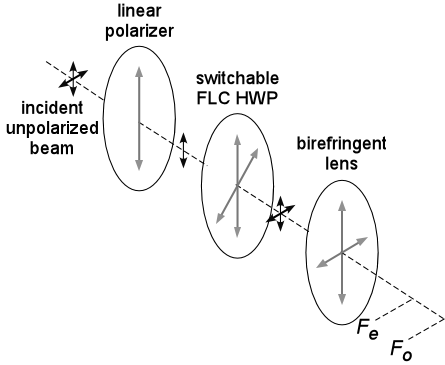 linear
polarizer
switchable
FLC HWP
birefringent
lens
incident
unpolarized
beam
Fe
Fo